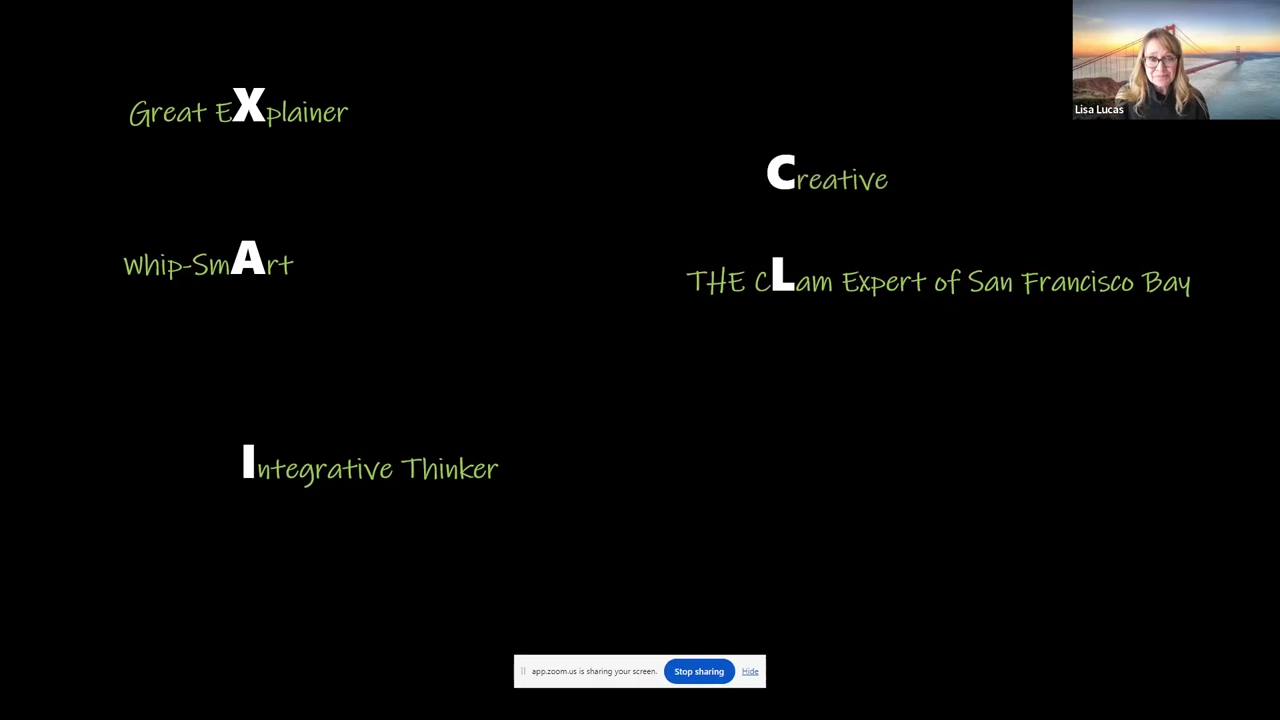 Great EXplainer
Lisa Lucas
Creative
Whip-SmArt
THE CLam Expert of San Francisco Bay
Integrative Thinker
app.zoom.us is sharing your screen.
Stop sharing
Hide